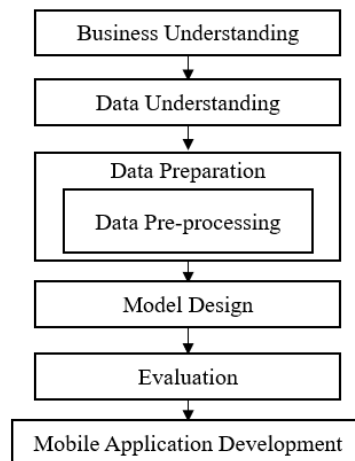 Business Understanding
Data Understanding
Data Preparation
Data Pre-processing
Model Design
Evaluation
Mobile Application Development